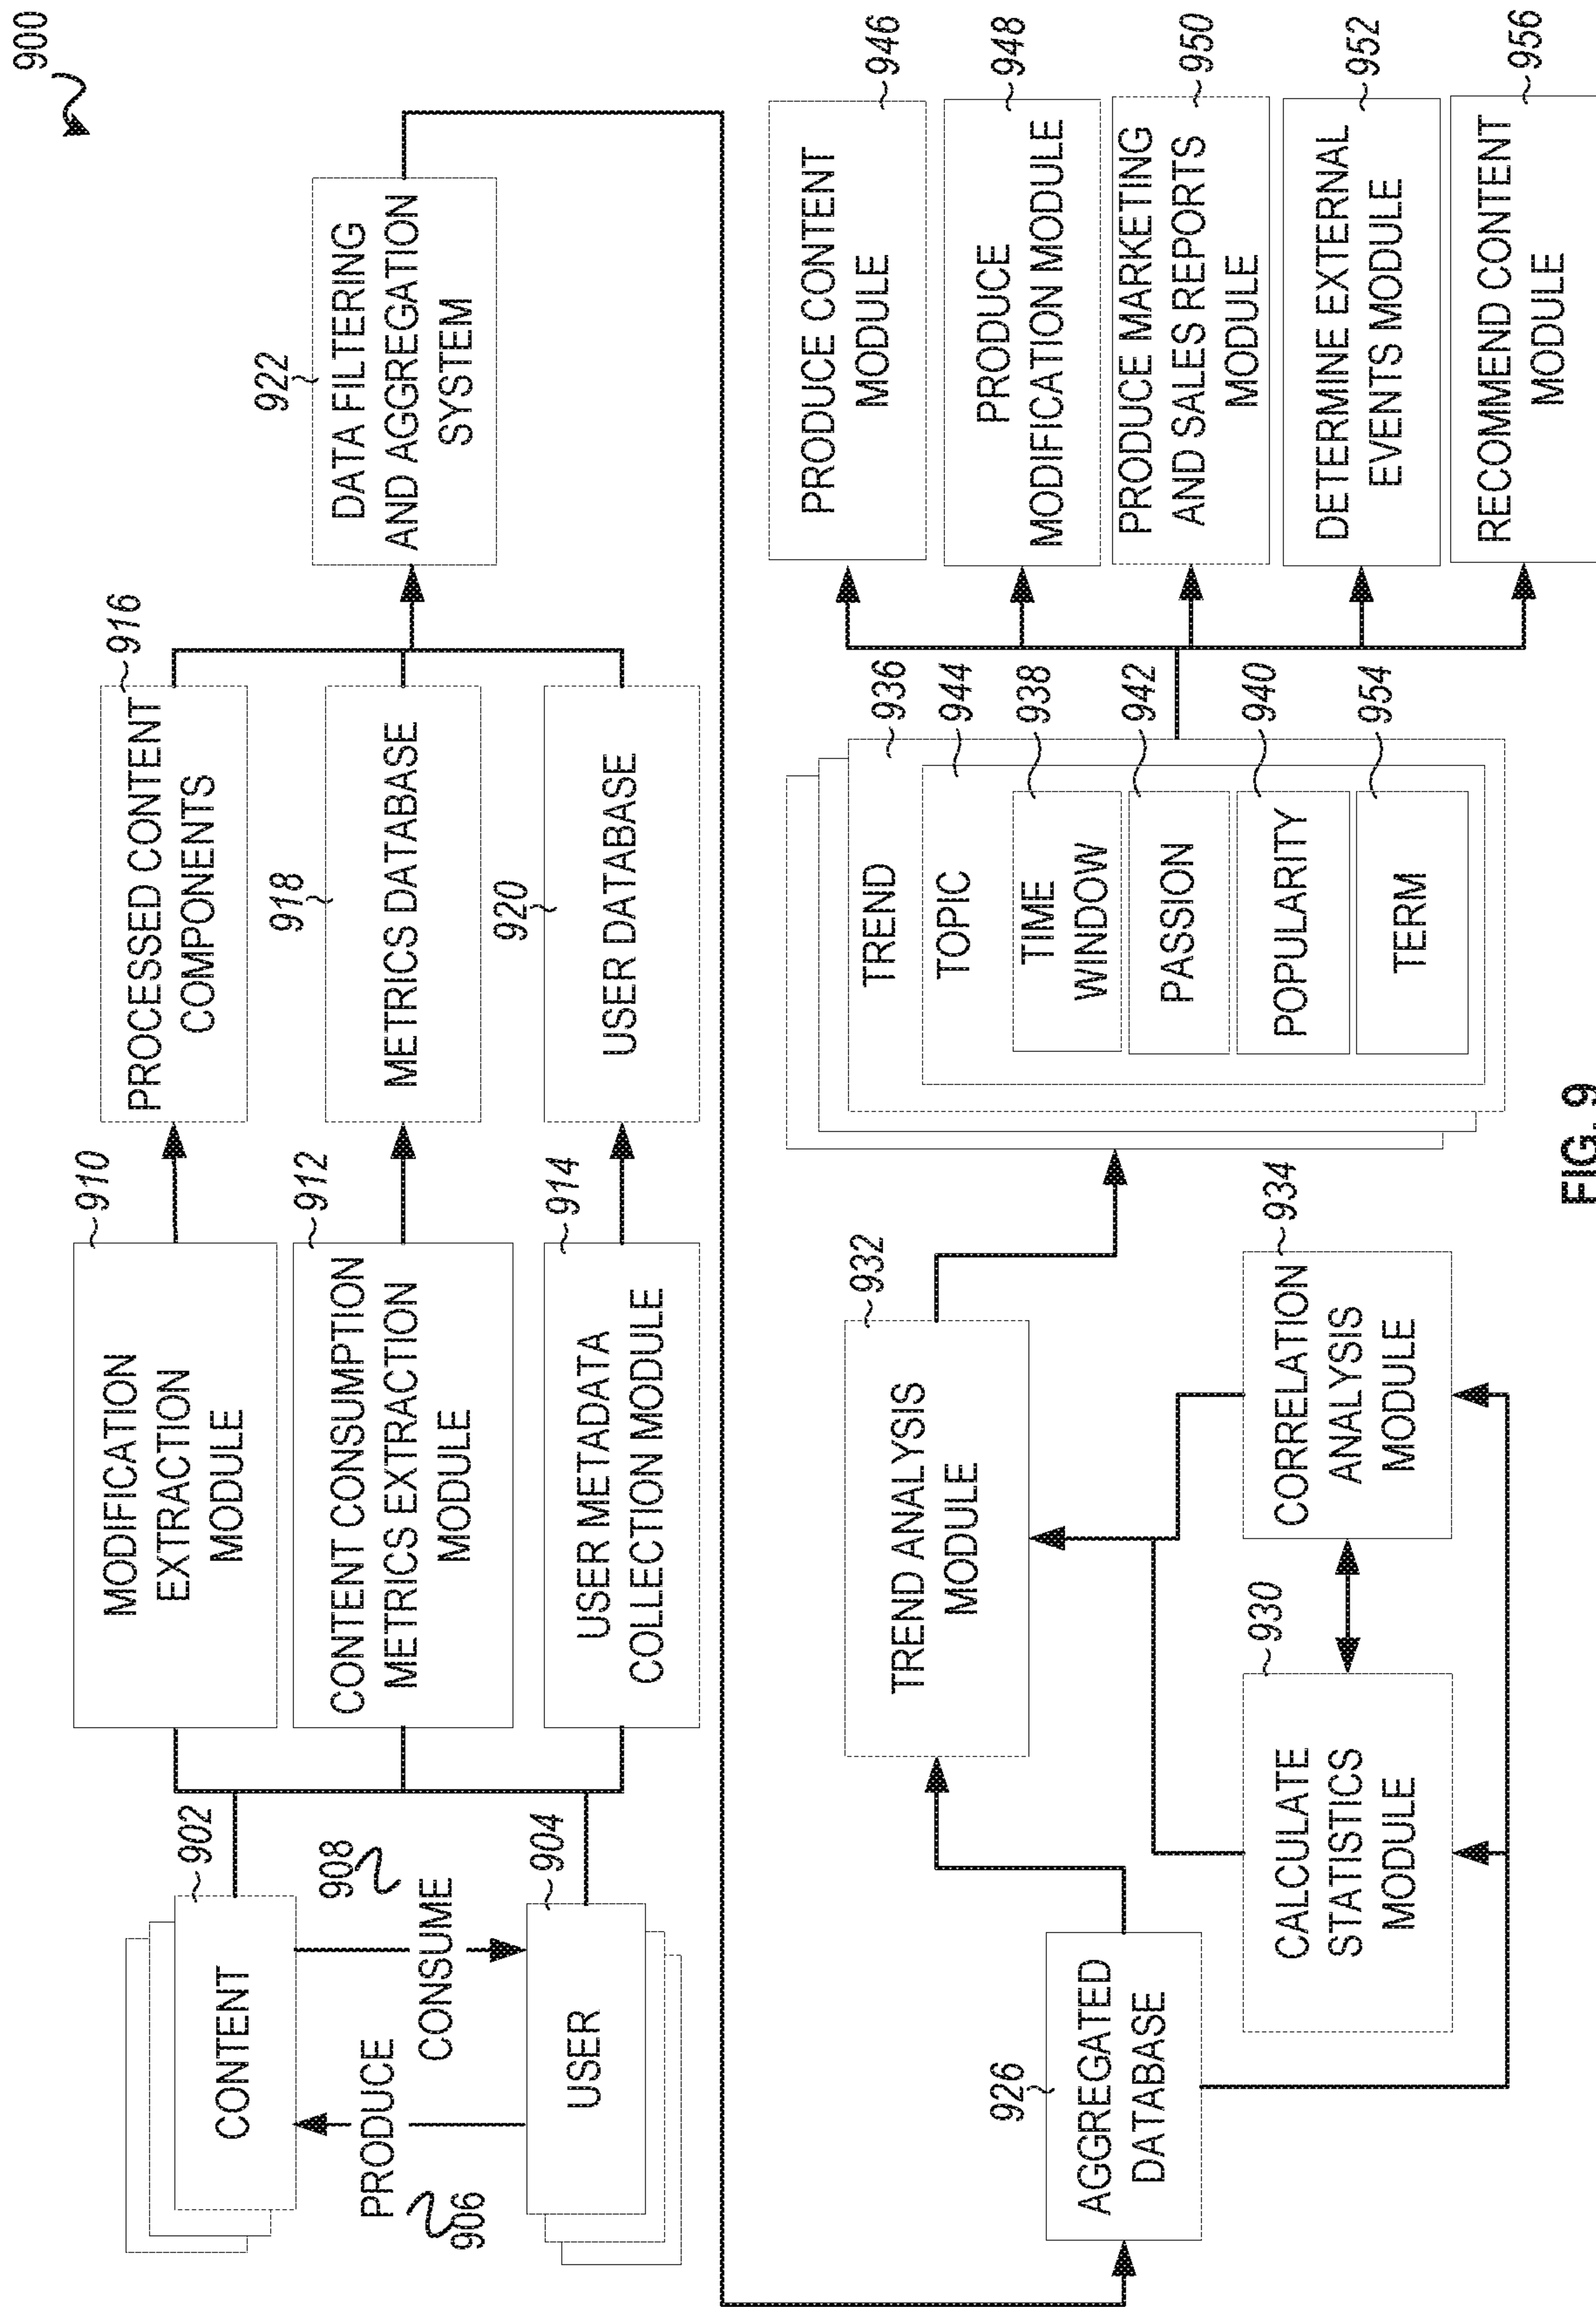 900
902
CONTENT
PRODUCE
906
908
CONSUME
904
USER
910
MODIFICATION
EXTRACTION
MODULE
912
CONTENT CONSUMPTION
METRICS EXTRACTION
MODULE
914
USER METADATA
COLLECTION MODULE
916
PROCESSED CONTENT
COMPONENTS
918
METRICS DATABASE
920
USER DATABASE
922
DATA FILTERING
AND AGGREGATION
SYSTEM
926
AGGREGATED
DATABASE
932
TREND ANALYSIS
MODULE
930
CALCULATE
STATISTICS
MODULE
934
CORRELATION
ANALYSIS
MODULE
936
TREND
944
TOPIC
938
TIME
WINDOW
942
PASSION
940
POPULARITY
954
TERM
946
PRODUCE CONTENT
MODULE
948
PRODUCE
MODIFICATION MODULE
950
PRODUCE MARKETING
AND SALES REPORTS
MODULE
952
DETERMINE EXTERNAL
EVENTS MODULE
956
RECOMMEND CONTENT
MODULE
FIG. 9